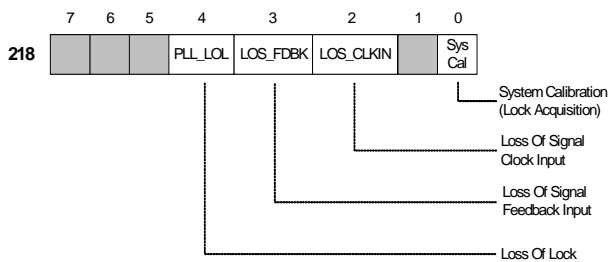 7 6 5 4 3 2 1 0
218 PLL_LOL LOS_FDBK LOS_CLKIN Sys
Cal
System Calibration
(Lock Acquisition)
Loss Of Signal
Clock Input
Loss Of Signal
Feedback Input
Loss Of Lock